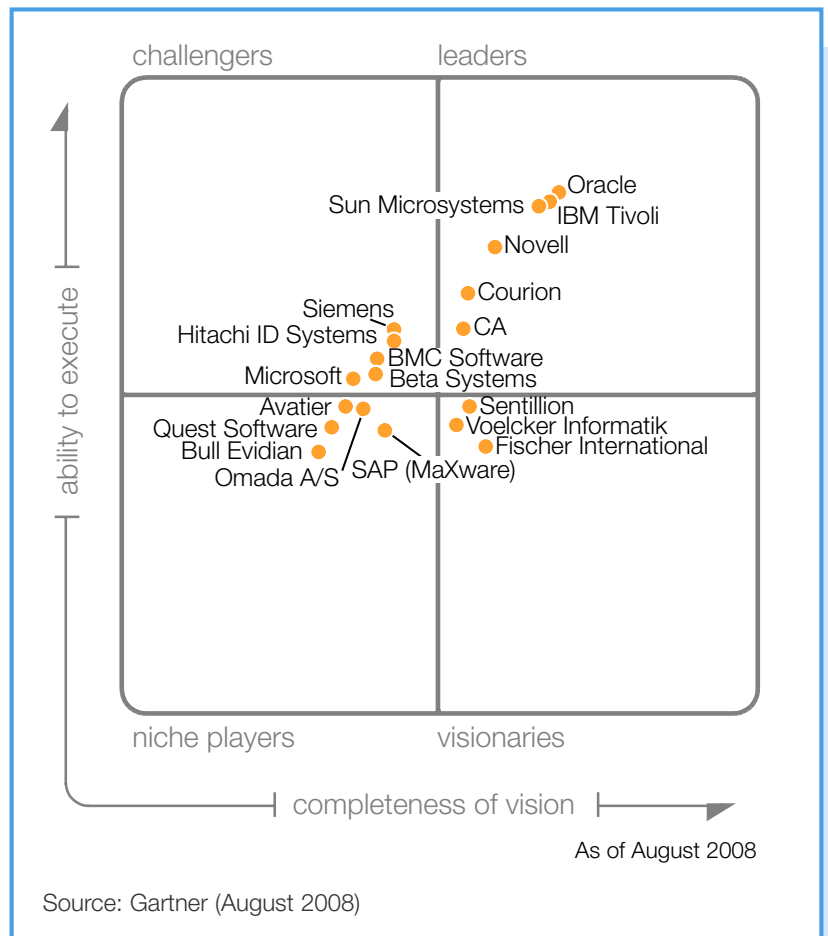 challengers
leaders
Oracle
Sun Microsystems
IBM Tivoli
Novell
Courion
Siemens
CA
Hitachi ID Systems
BMC Software
Microsoft
Beta Systems
Avatier
Sentillion
Quest Software
Voelcker Informatik
Bull Evidian
Fischer International
Omada A/S
SAP (MaXware)
ability to execute
niche players
visionaries
completeness of vision
As of August 2008
Source: Gartner (August 2008)